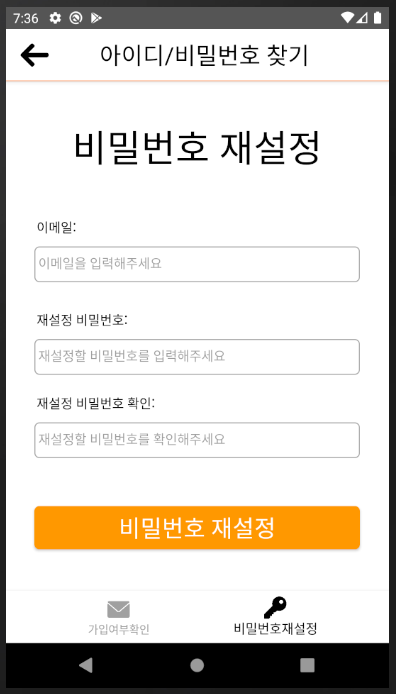 7:36
아이디/비밀번호 찾기
비밀번호 재설정
이메일:
이메일을 입력해주세요
재설정 비밀번호:
재설정할 비밀번호를 입력해주세요
재설정 비밀번호 확인:
재설정할 비밀번호를 확인해주세요
비밀번호 재설정
가입여부확인
비밀번호재설정